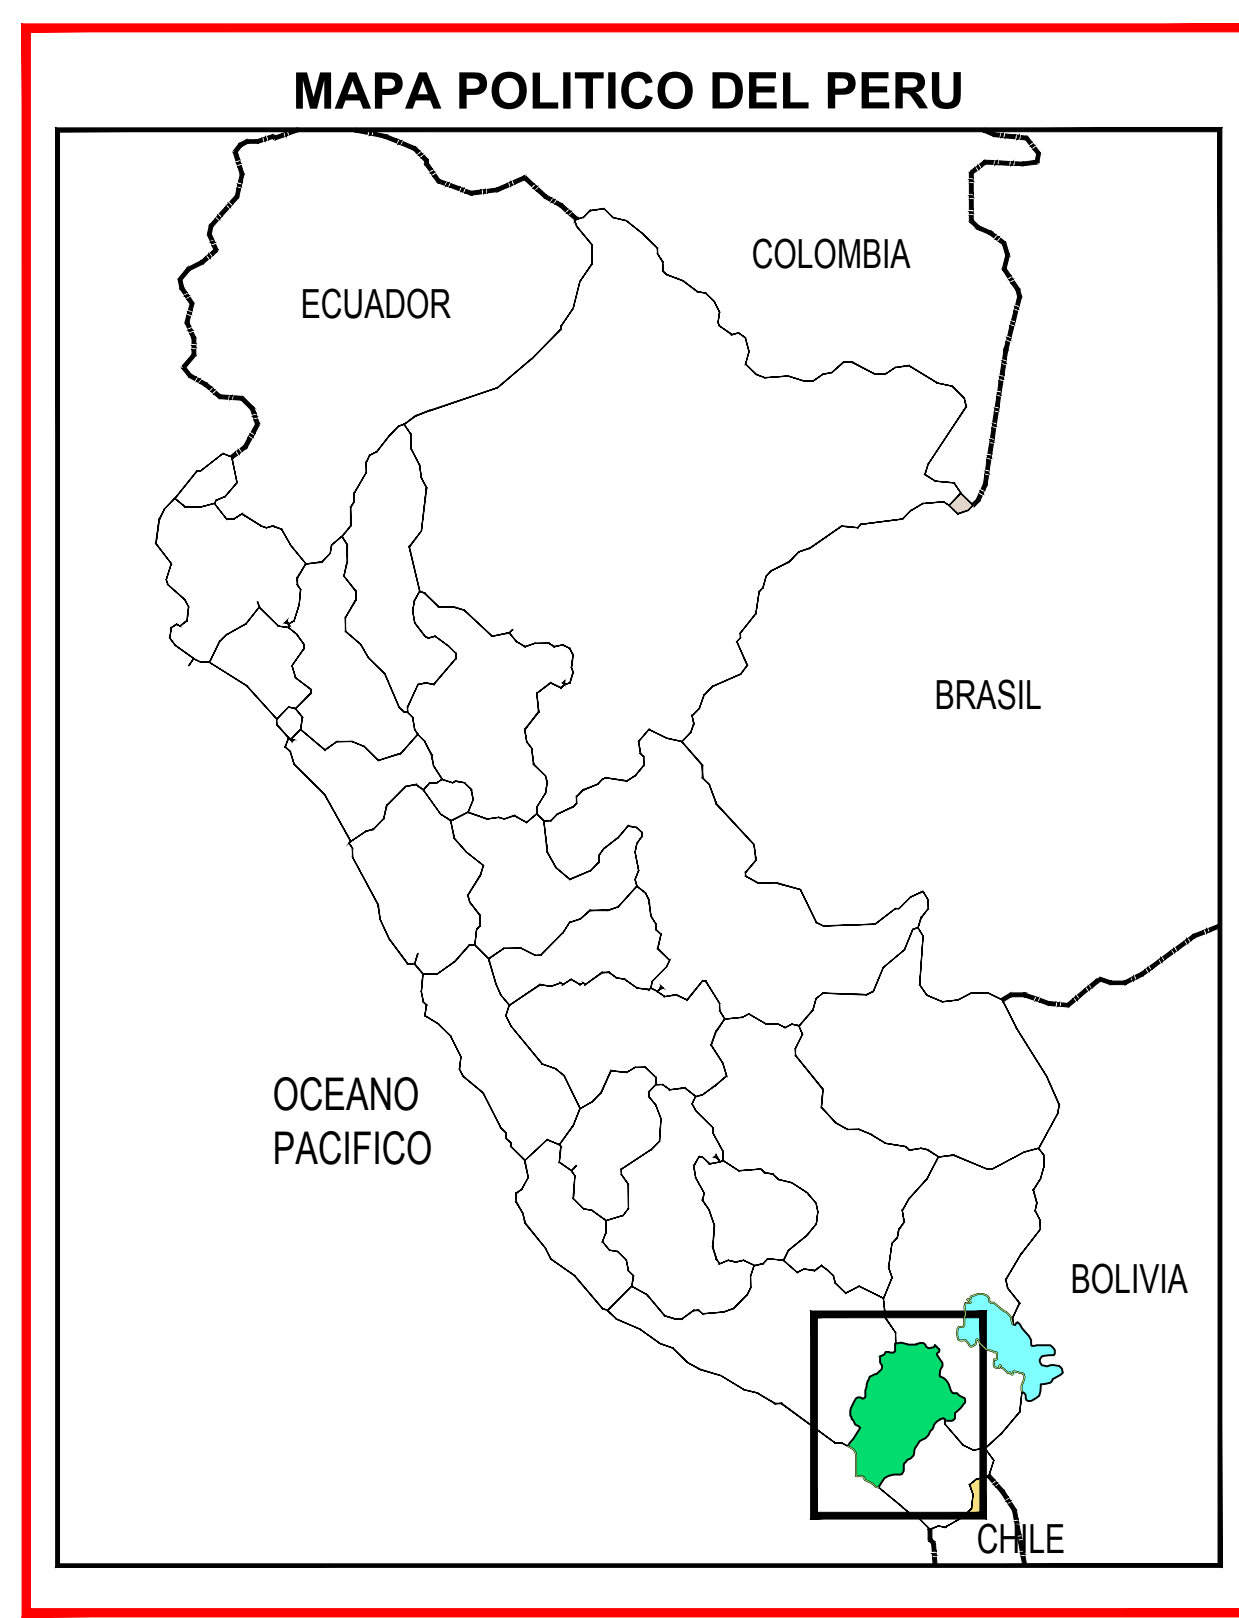 MAPA POLITICO DEL PERU
COLOMBIA
ECUADOR
BRASIL
OCEANO
PACIFICO
BOLIVIA
CHILE